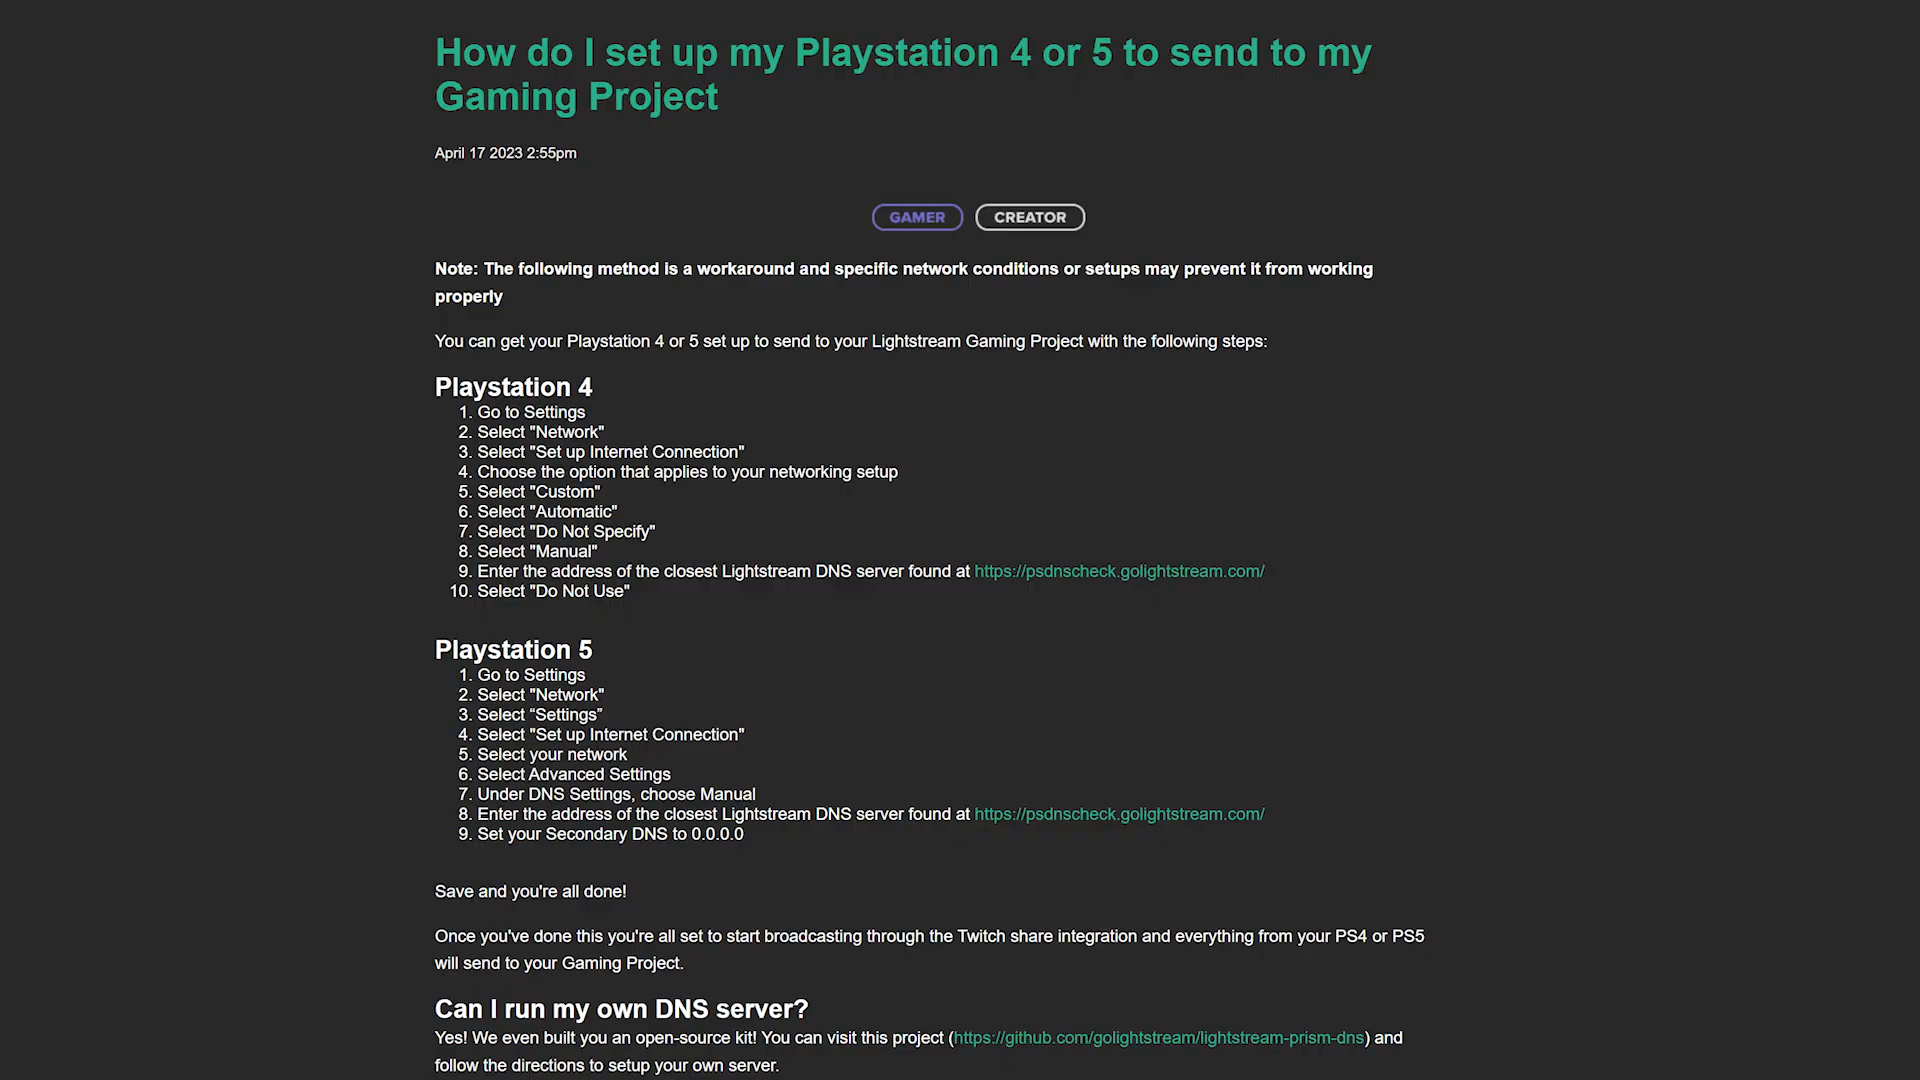 How do I set up my Playstation 4 or 5 to send to my
Gaming Project
April 17 2023 2:55pm
GAMER CREATOR
Note: The following method is a workaround and specific network conditions or setups may prevent it from working
properly
You can get your Playstation 4 or 5 set up to send to your Lightstream Gaming Project with the following steps:
Playstation 4
1. Go to Settings
2. Select "Network"
3. Select "Set up Internet Connection"
4. Choose the option that applies to your networking setup
5. Select "Custom"
6. Select "Automatic"
7. Select "Do Not Specify"
8. Select "Manual"
9. Enter the address of the closest Lightstream DNS server found at https://psdnscheck.golightstream.com/
10. Select "Do Not Use"
Playstation 5
1. Go to Settings
2. Select "Network"
3. Select “Settings”
4. Select "Set up Internet Connection"
5. Select your network
6. Select Advanced Settings
7. Under DNS Settings, choose Manual
8. Enter the address of the closest Lightstream DNS server found at https://psdnscheck.golightstream.com/
9. Set your Secondary DNS to 0.0.0.0
Save and you're all done!
Once you've done this you're all set to start broadcasting through the Twitch share integration and everything from your PS4 or PS5
will send to your Gaming Project.
Can I run my own DNS server?
Yes! We even built you an open-source kit! You can visit this project (https://github.com/golightstream/lightstream-prism-dns) and
follow the directions to setup your own server.